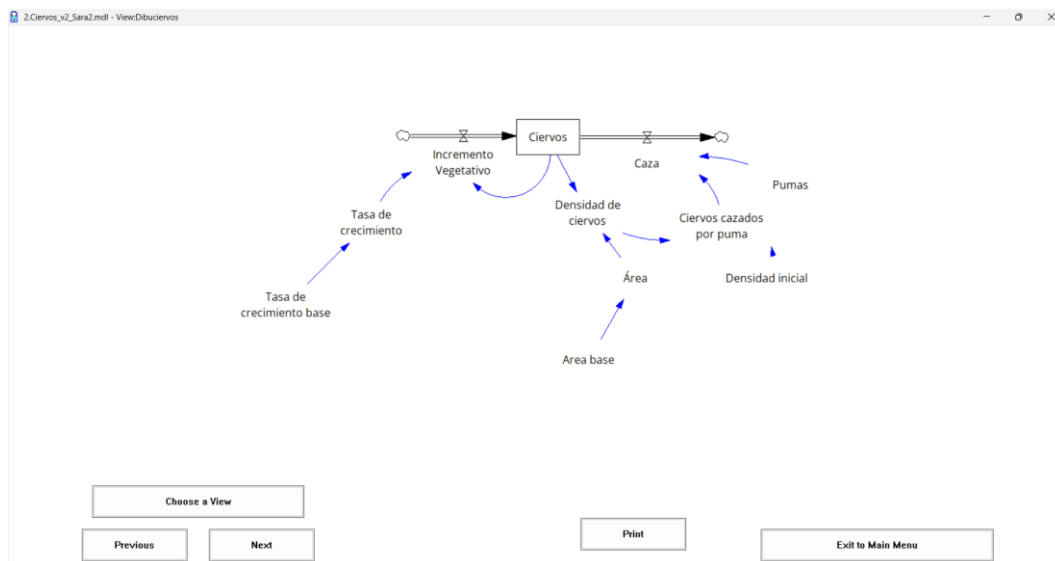 2.Ciervos_v2_Sara2.mdl - View:Dibuciervos
Ciervos
Incremento
Vegetativo
Caza
Pumas
Densidad de
ciervos
Ciervos cazados
por puma
Tasa de
crecimiento
Área
Densidad inicial
Tasa de
crecimiento base
Area base
Choose a View
Previous
Next
Print
Exit to Main Menu